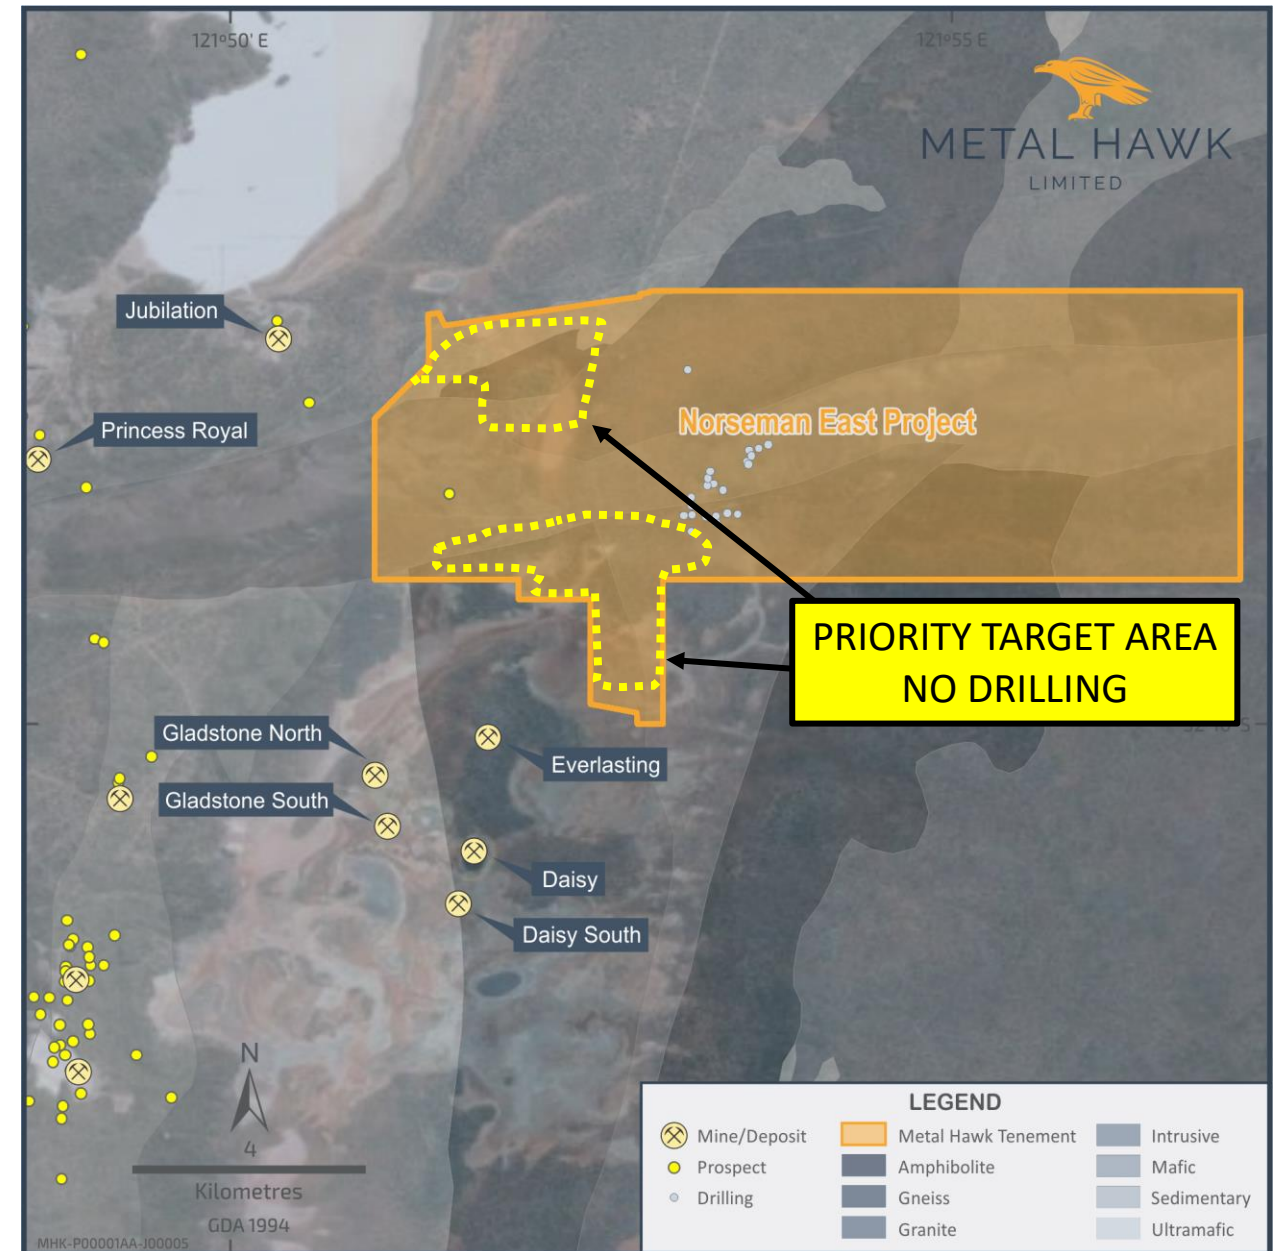 121°50' E
121°55 E
METAL HAWK
LIMITED
Jubilation
Princess Royal
Norseman East Project
PRIORITY TARGET AREA
NO DRILLING
Gladstone North
Everlasting
Gladstone South
Daisy
Daisy South
N
4
Kilometres
GDA 1994
MHK-P00001AA-J00005
LEGEND
Mine/Deposit
Prospect
Drilling
Metal Hawk Tenement
Amphibolite
Gneiss
Granite
Intrusive
Mafic
Sedimentary
Ultramafic